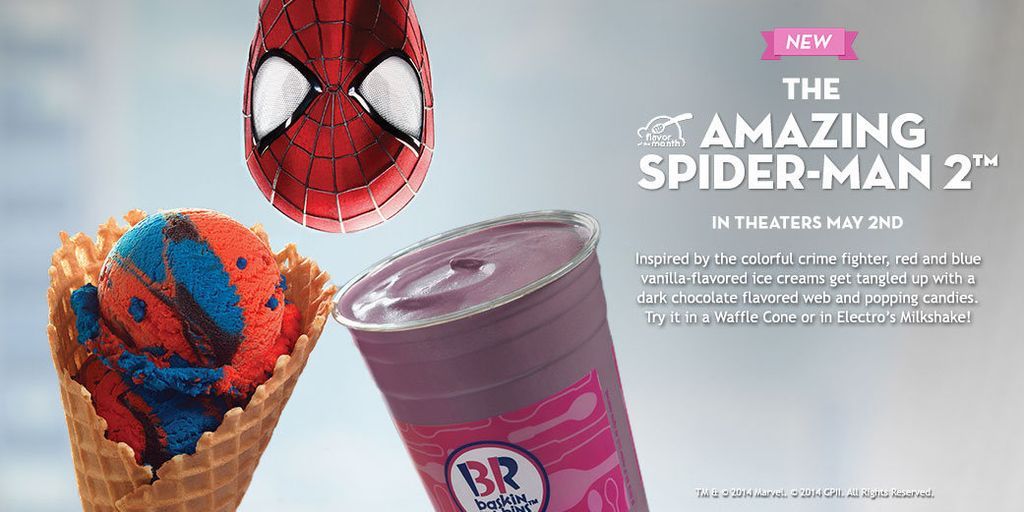 NEW
THE
flavor of the month
AMAZING
SPIDER-MAN 2™
IN THEATERS MAY 2ND
Inspired by the colorful crime fighter, red and blue
vanilla-flavored ice creams get tangled up with a
dark chocolate flavored web and popping candies.
Try it in a Waffle Cone or in Electro's Milkshake!
BR
baskin
TM & © 2014 Marvel. © 2014 CPII. All Rights Reserved.